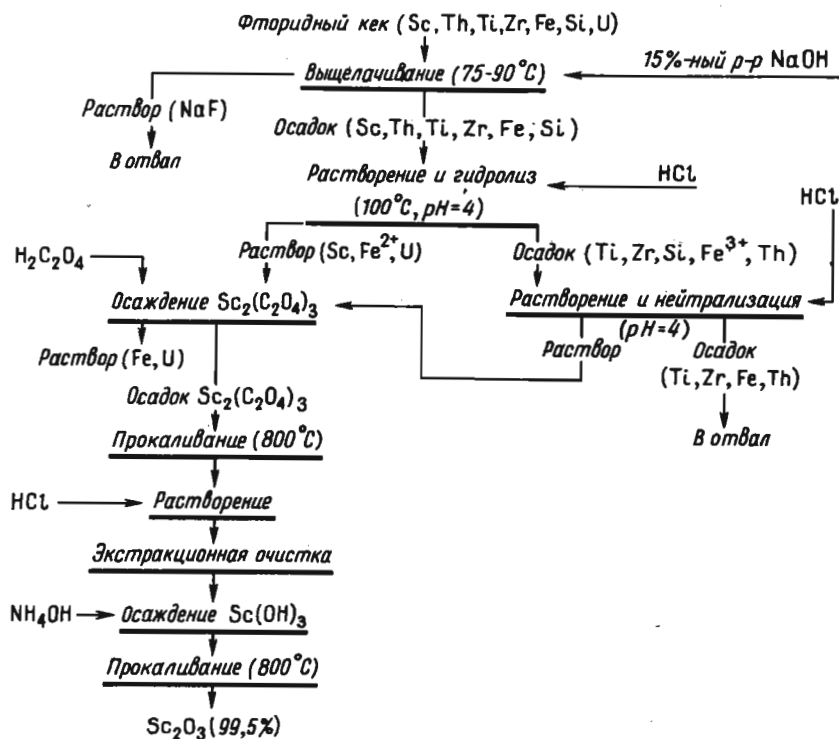 Фторидный кек (Sc,Th,Ti,Zr,Fe,Si,U)
15%-ный р-р NaOH
Выщелачивание (75-90°C)
Раствор (NaF)
В отвал
Осадок (Sc,Th,Ti,Zr,Fe,Si)
Растворение и гидролиз
(100°C, pH=4)
HCl
HCl
Раствор (Sc,Fe²⁺,U)
Осадок (Ti,Zr,Si,Fe³⁺,Th)
H₂C₂O₄
Осаждение Sc₂(C₂O₄)₃
Растворение и нейтрализация
(pH=4)
Раствор (Fe,U)
Раствор
Осадок
(Ti,Zr,Fe,Th)
В отвал
Осадок Sc₂(C₂O₄)₃
Прокаливание (800°C)
HCl
Растворение
Экстракционная очистка
NH₄OH
Осаждение Sc(OH)₃
Прокаливание (800°C)
Sc₂O₃(99,5%)